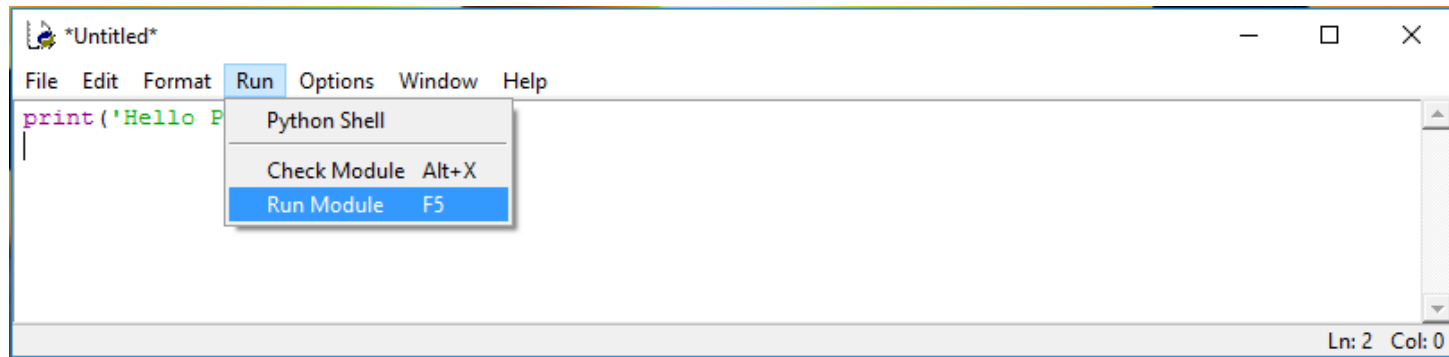 *Untitled*
File Edit Format Run Options Window Help
print('Hello P
Python Shell
Check Module Alt+X
Run Module F5
Ln: 2 Col: 0